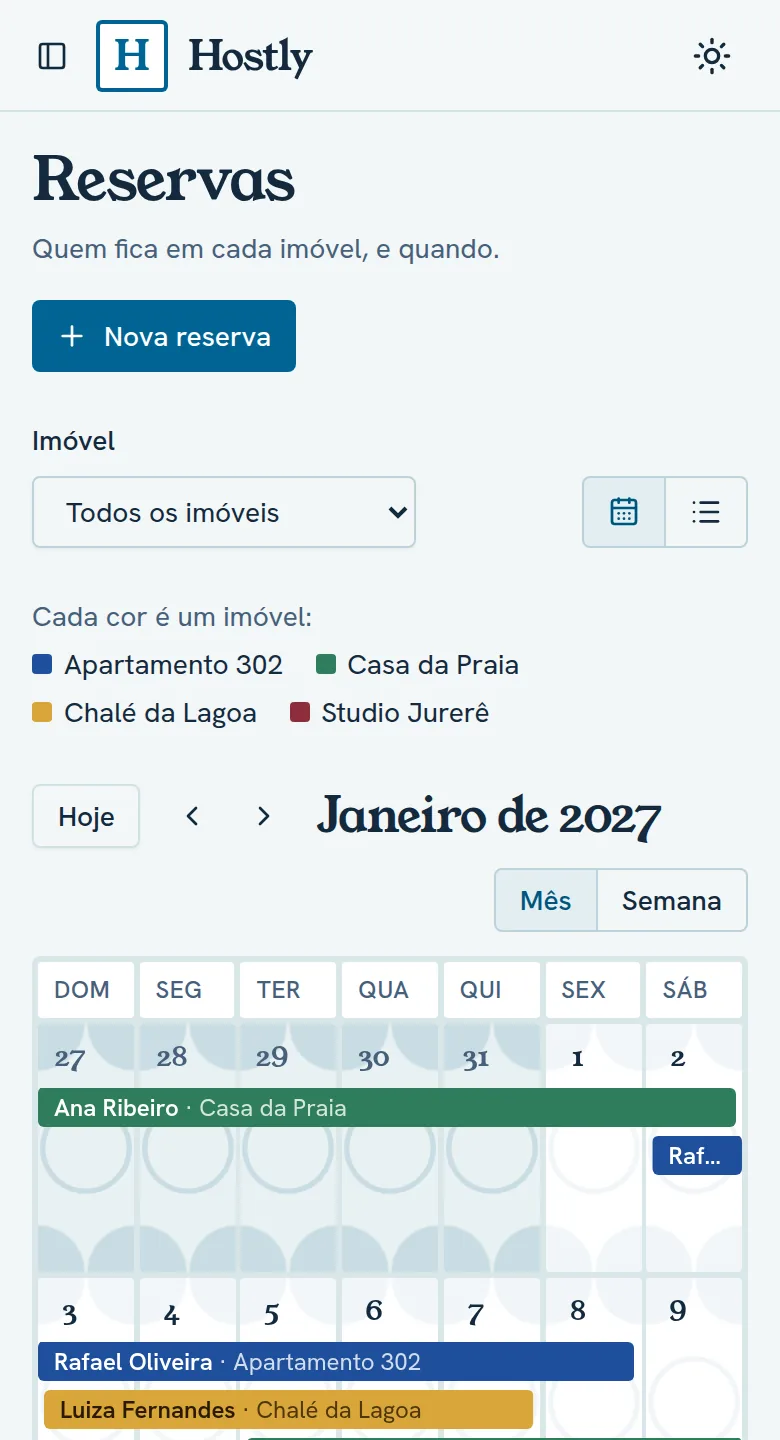 H Hostly
Reservas
Quem fica em cada imóvel, e quando.
Nova reserva
Imóvel
Todos os imóveis
Cada cor é um imóvel:
Apartamento 302 Casa da Praia
Chalé da Lagoa Studio Jurerê
Hoje Janeiro de 2027
Mês Semana
DOM SEG TER QUA QUI SEX SÁB
27 28 29 30 31 1 2
Ana Ribeiro · Casa da Praia
Raf...
3 4 5 6 7 8 9
Rafael Oliveira · Apartamento 302
Luiza Fernandes · Chalé da Lagoa